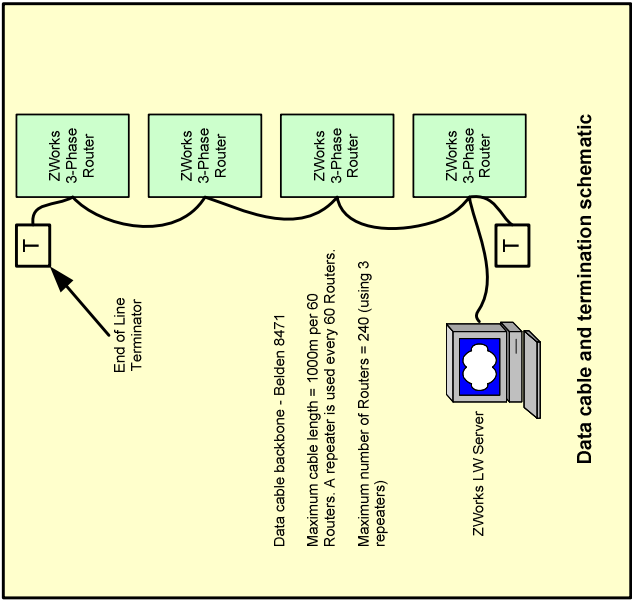 Data cable and termination schematic
ZWorks
3-Phase
Router
ZWorks
3-Phase
Router
ZWorks
3-Phase
Router
ZWorks
3-Phase
Router
T
T
End of Line
Terminator
Data cable backbone - Belden 8471
Maximum cable length = 1000m per 60
Routers. A repeater is used every 60 Routers.
Maximum number of Routers = 240 (using 3
repeaters)
ZWorks LW Server